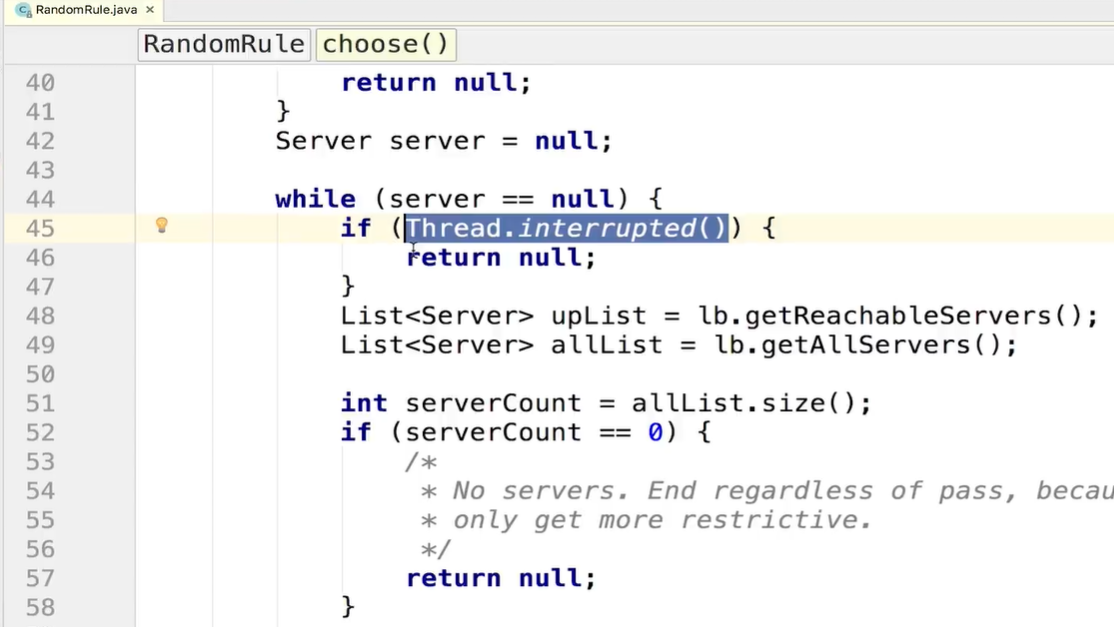 RandomRule.java ×
RandomRule choose()
40 return null;
41 }
42 Server server = null;
43
44 while (server == null) {
45 if (Thread.interrupted()) {
46 return null;
47 }
48 List<Server> upList = lb.getReachableServers();
49 List<Server> allList = lb.getAllServers();
50
51 int serverCount = allList.size();
52 if (serverCount == 0) {
53 /*
54 * No servers. End regardless of pass, becau
55 * only get more restrictive.
56 */
57 return null;
58 }